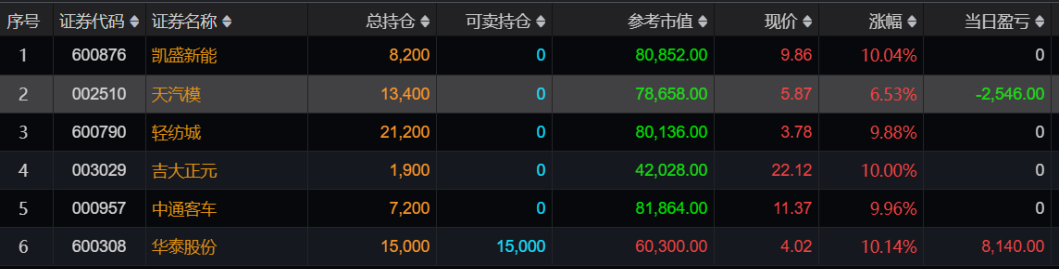 序号 证券代码 证券名称 总持仓 可卖持仓 参考市值 现价 涨幅 当日盈亏
1 600876 凯盛新能 8,200 0 80,852.00 9.86 10.04% 0
2 002510 天汽模 13,400 0 78,658.00 5.87 6.53% -2,546.00
3 600790 轻纺城 21,200 0 80,136.00 3.78 9.88% 0
4 003029 吉大正元 1,900 0 42,028.00 22.12 10.00% 0
5 000957 中通客车 7,200 0 81,864.00 11.37 9.96% 0
6 600308 华泰股份 15,000 15,000 60,300.00 4.02 10.14% 8,140.00